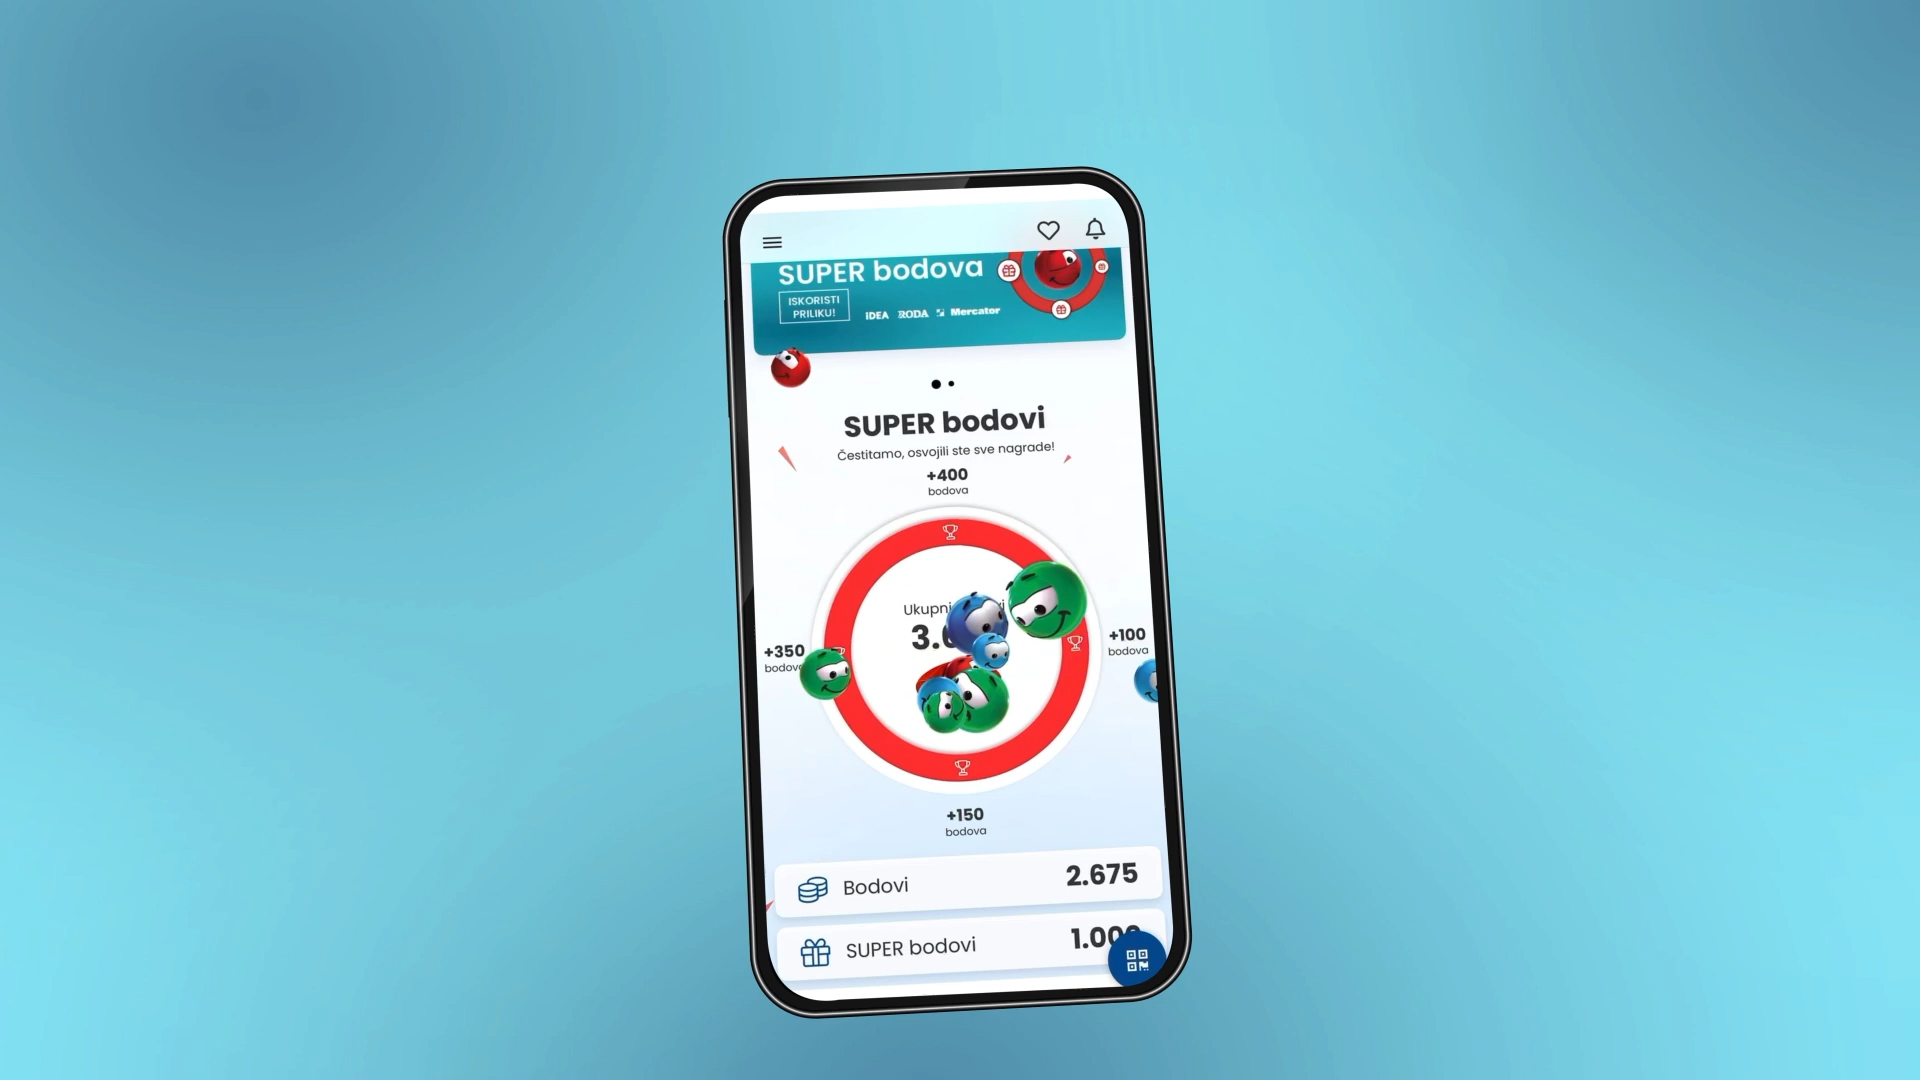 SUPER bodova
ISKORISTI
PRILIKU!
IDEA RODA Mercator
SUPER bodovi
Čestitamo, osvojili ste sve nagrade!
+400
bodova
Ukupni
+350
+100
bodova
+150
bodova
Bodovi 2.675
SUPER bodovi